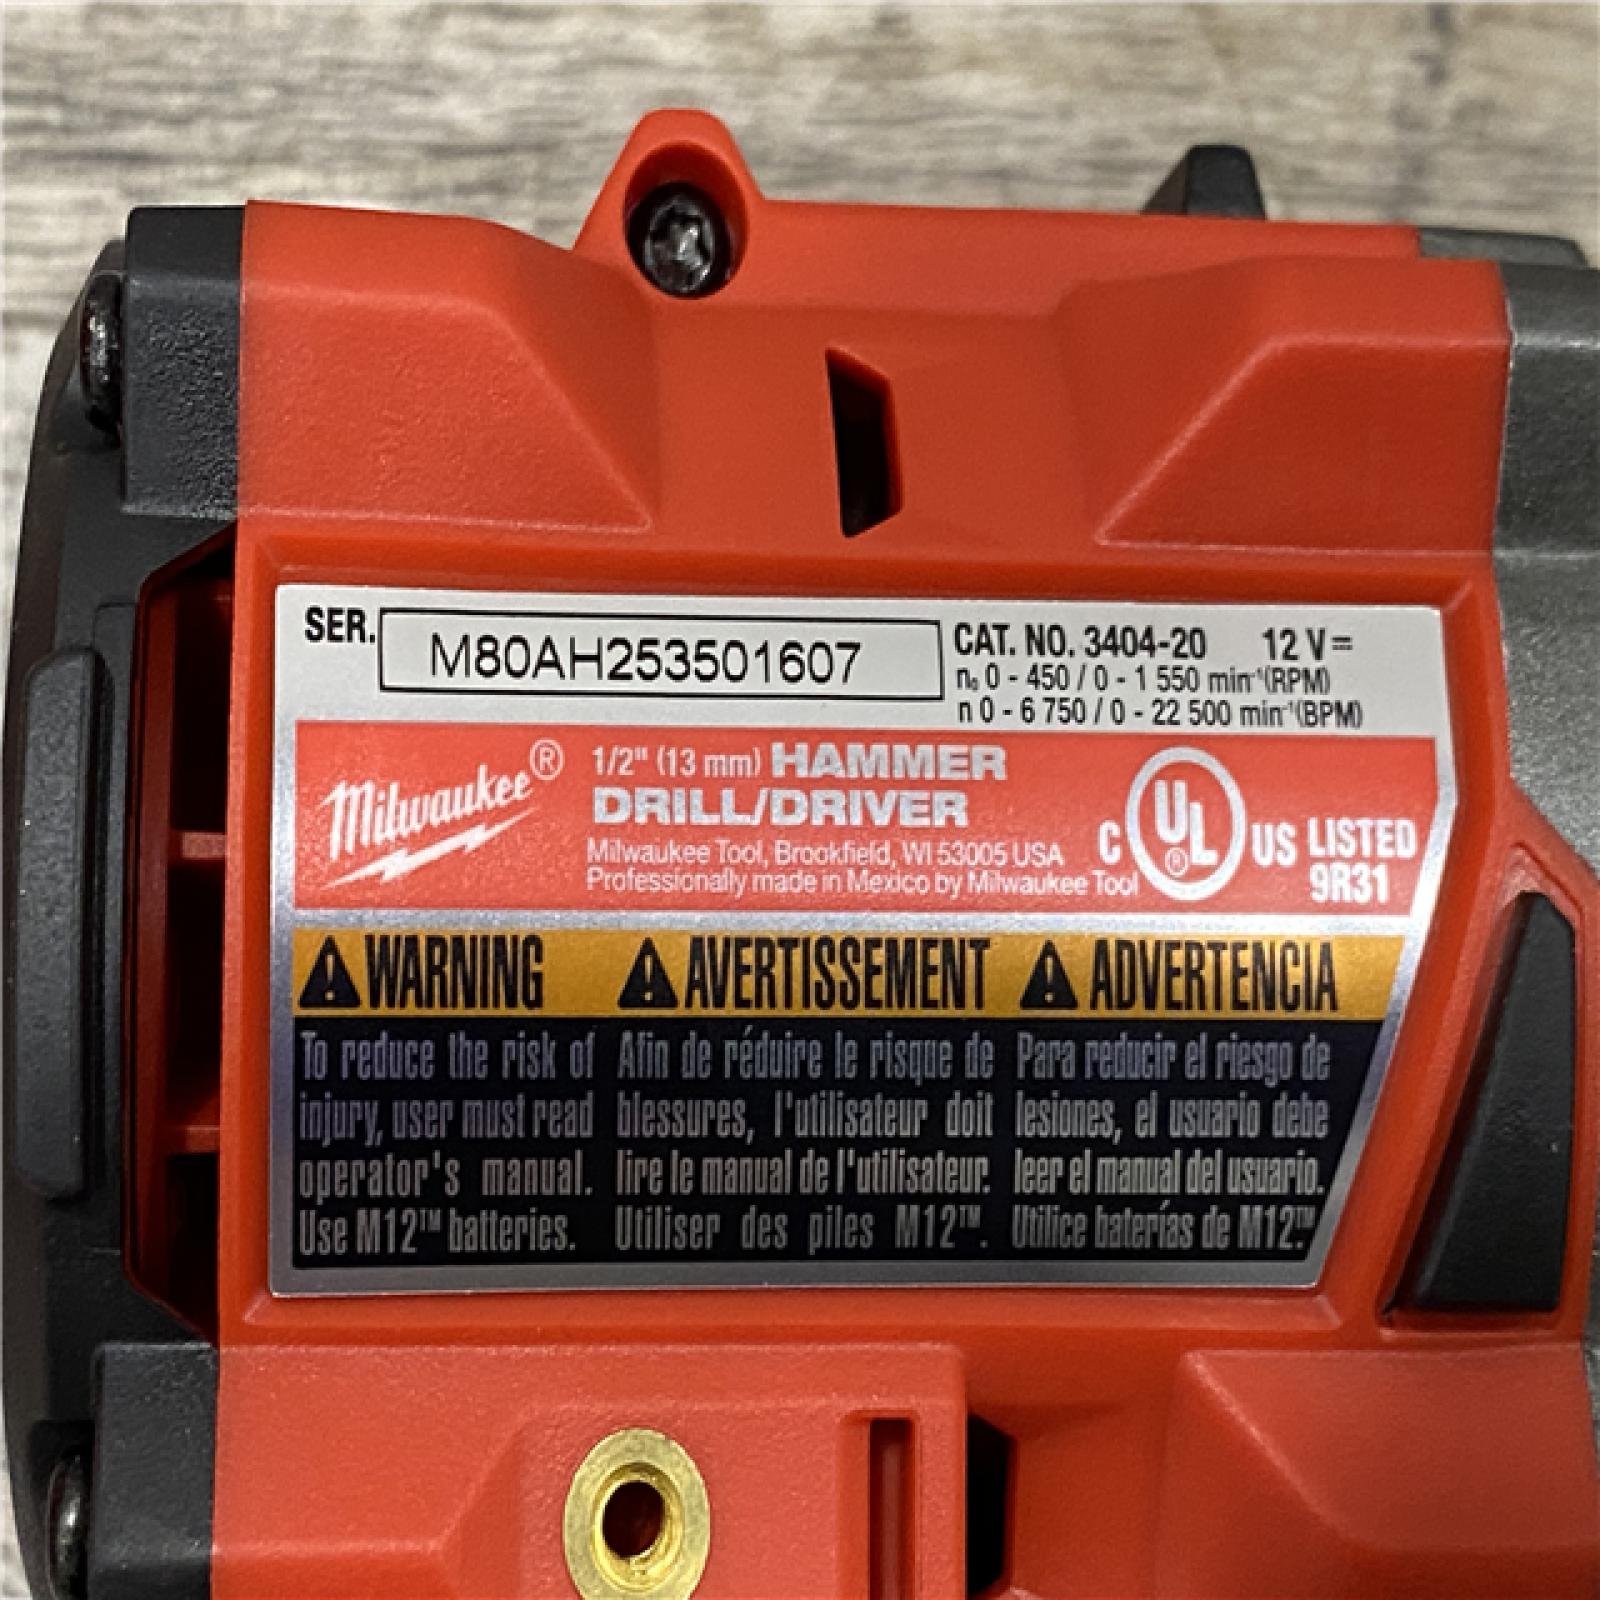 SER. M80AH253501607
CAT. NO. 3404-20 12 V⎓
n₀ 0 - 450 / 0 - 1 550 min⁻¹(RPM)
n 0 - 6 750 / 0 - 22 500 min⁻¹(BPM)
Milwaukee®
1/2" (13 mm) HAMMER
DRILL/DRIVER
Milwaukee Tool, Brookfield, WI 53005 USA
Professionally made in Mexico by Milwaukee Tool
C UL® US LISTED
9R31
WARNING
To reduce the risk of
injury, user must read
operator's manual.
Use M12™ batteries.
AVERTISSEMENT
Afin de réduire le risque de
blessures, l'utilisateur doit
lire le manual de l'utilisateur.
Utiliser des piles M12™.
ADVERTENCIA
Para reducir el riesgo de
lesiones, el usuario debe
leer el manual del usuario.
Utilice baterías de M12™.